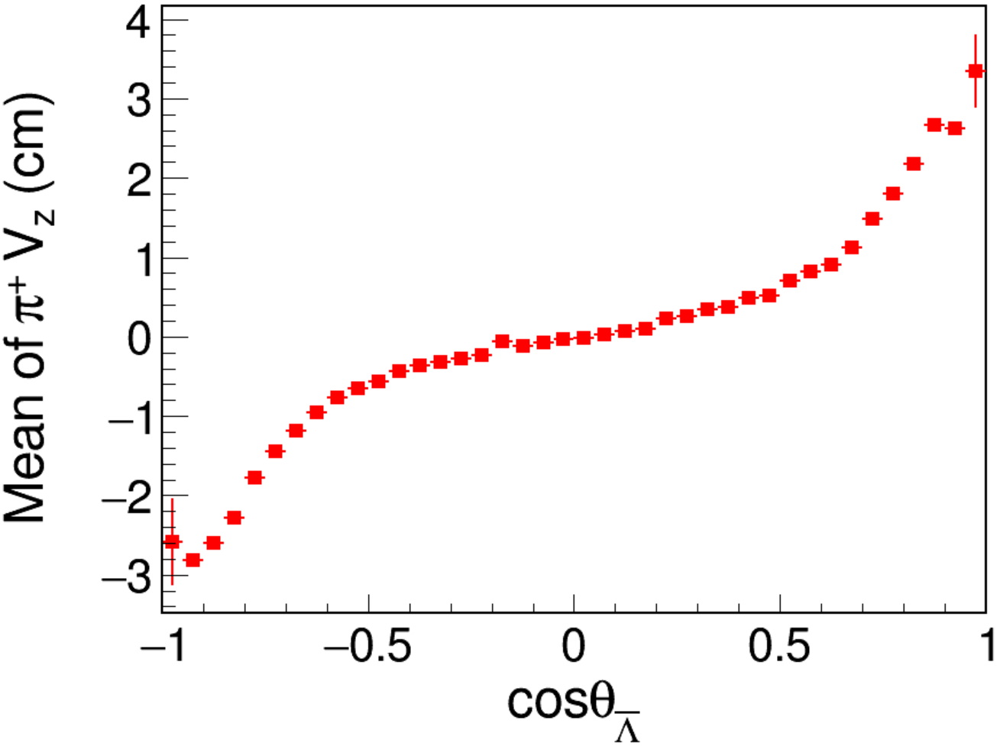 Mean of π⁺ V_z (cm)
4
3
2
1
0
−1
−2
−3
−1 −0.5 0 0.5 1
cosθ_Λ̅